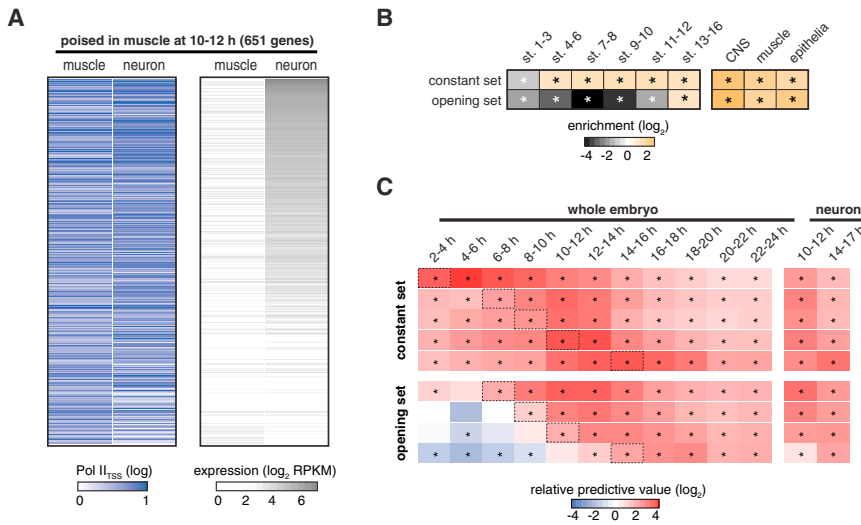 A
poised in muscle at 10-12 h (651 genes)
muscle neuron muscle neuron
Pol II_TSS (log)
0 1
expression (log2 RPKM)
0 2 4 6
B
st. 1-3 st. 4-6 st. 7-8 st. 9-10 st. 11-12 st. 13-16 CNS muscle epithelia
constant set * * * * * * * * *
opening set * * * * * * * * *
enrichment (log2)
-4 -2 0 2
C
whole embryo neuron
2-4 h 4-6 h 6-8 h 8-10 h 10-12 h 12-14 h 14-16 h 16-18 h 18-20 h 20-22 h 22-24 h 10-12 h 14-17 h
constant set
* * * * * * * * * * * * *
* * * * * * * * * * * * *
* * * * * * * * * * * * *
* * * * * * * * * * * * *
* * * * * * * * * * * * *
opening set
* * * * * * * * * * * *
* * * * * * * * * *
* * * * * * * * * *
* * * * * * * * * * * *
relative predictive value (log2)
-4 -2 0 2 4